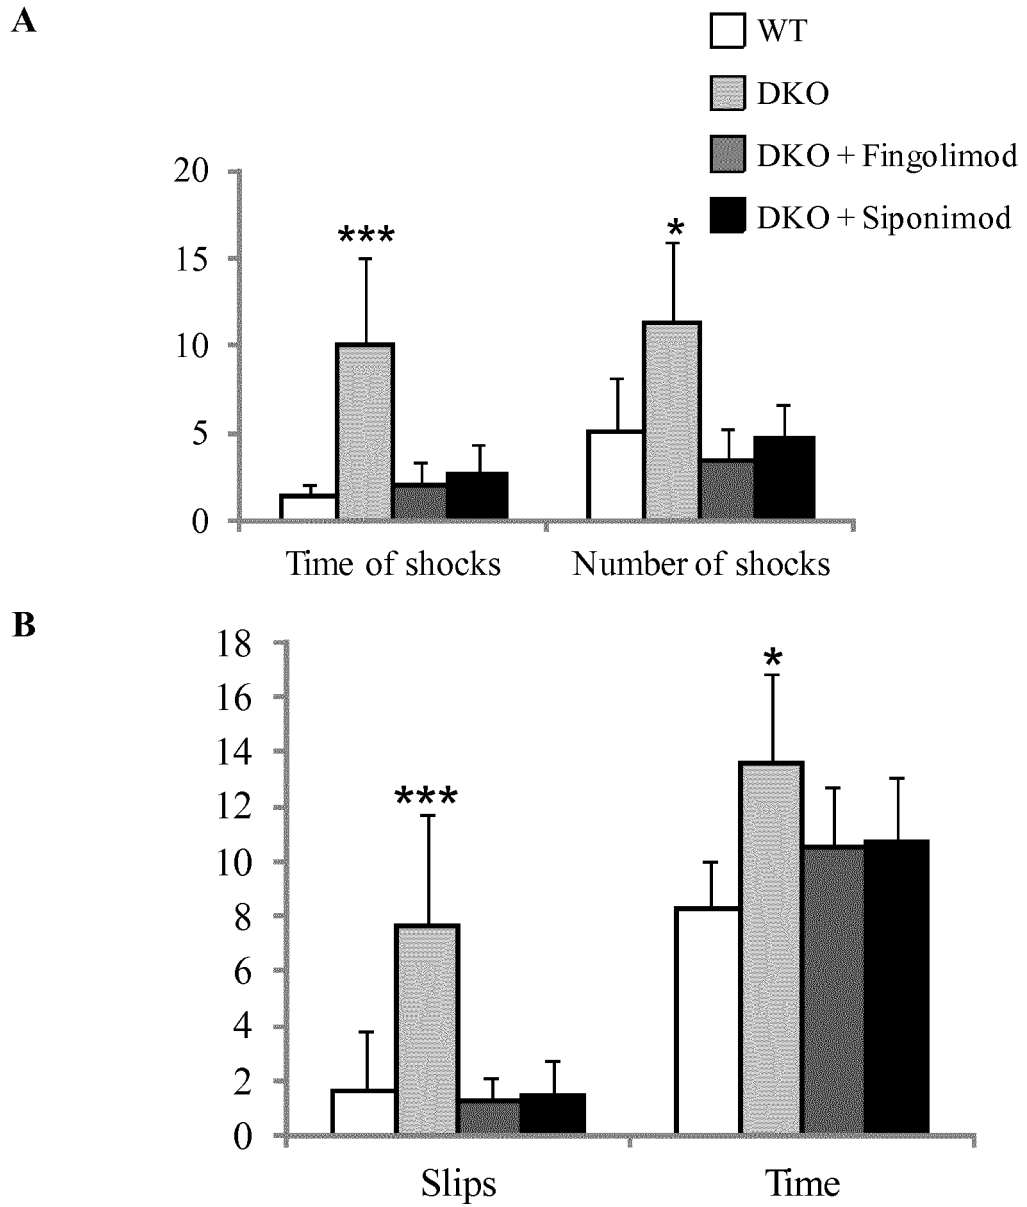 A
WT
DKO
DKO + Fingolimod
DKO + Siponimod
20
15
10
5
0
***
*
Time of shocks
Number of shocks
B
18
16
14
12
10
8
6
4
2
0
***
*
Slips
Time